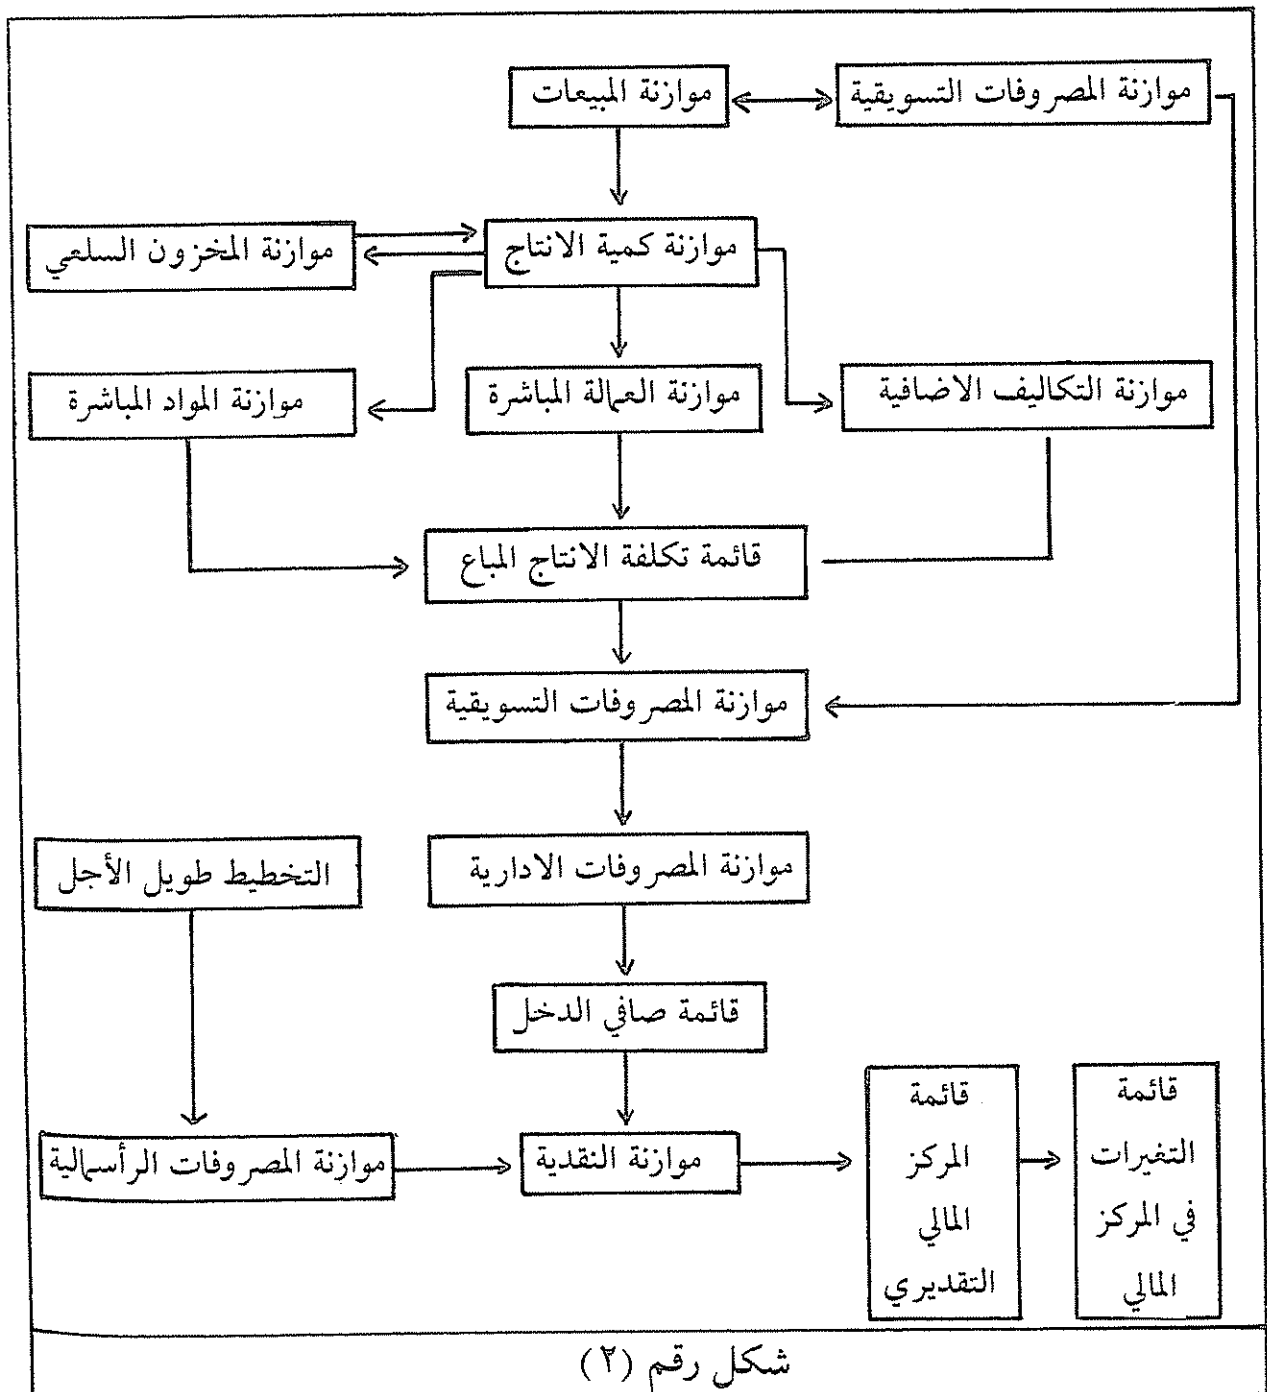 موازنة المصروفات التسويقية
موازنة المبيعات
موازنة كمية الانتاج
موازنة المخزون السلعي
موازنة التكاليف الاضافية
موازنة العمالة المباشرة
موازنة المواد المباشرة
قائمة تكلفة الانتاج المباع
موازنة المصروفات التسويقية
موازنة المصروفات الادارية
التخطيط طويل الأجل
قائمة صافي الدخل
قائمة
التغيرات
في المركز
المالي
قائمة
المركز
المالي
التقديري
موازنة النقدية
موازنة المصروفات الرأسمالية
شكل رقم (٢)